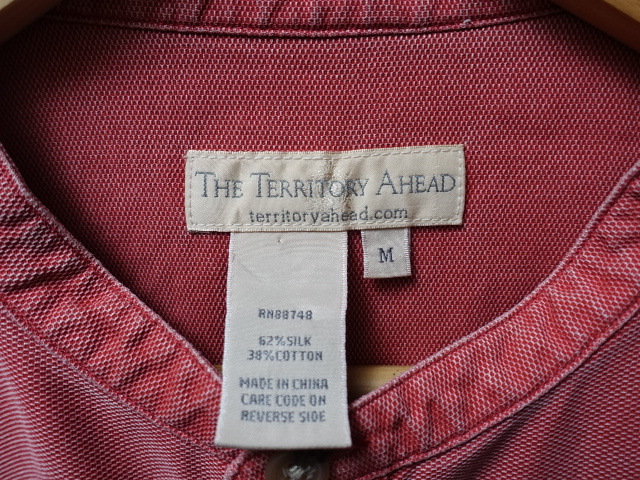 THE TERRITORY AHEAD
territoryahead.com
M
RN88748
62%SILK
38%COTTON
MADE IN CHINA
CARE CODE ON
REVERSE SIDE